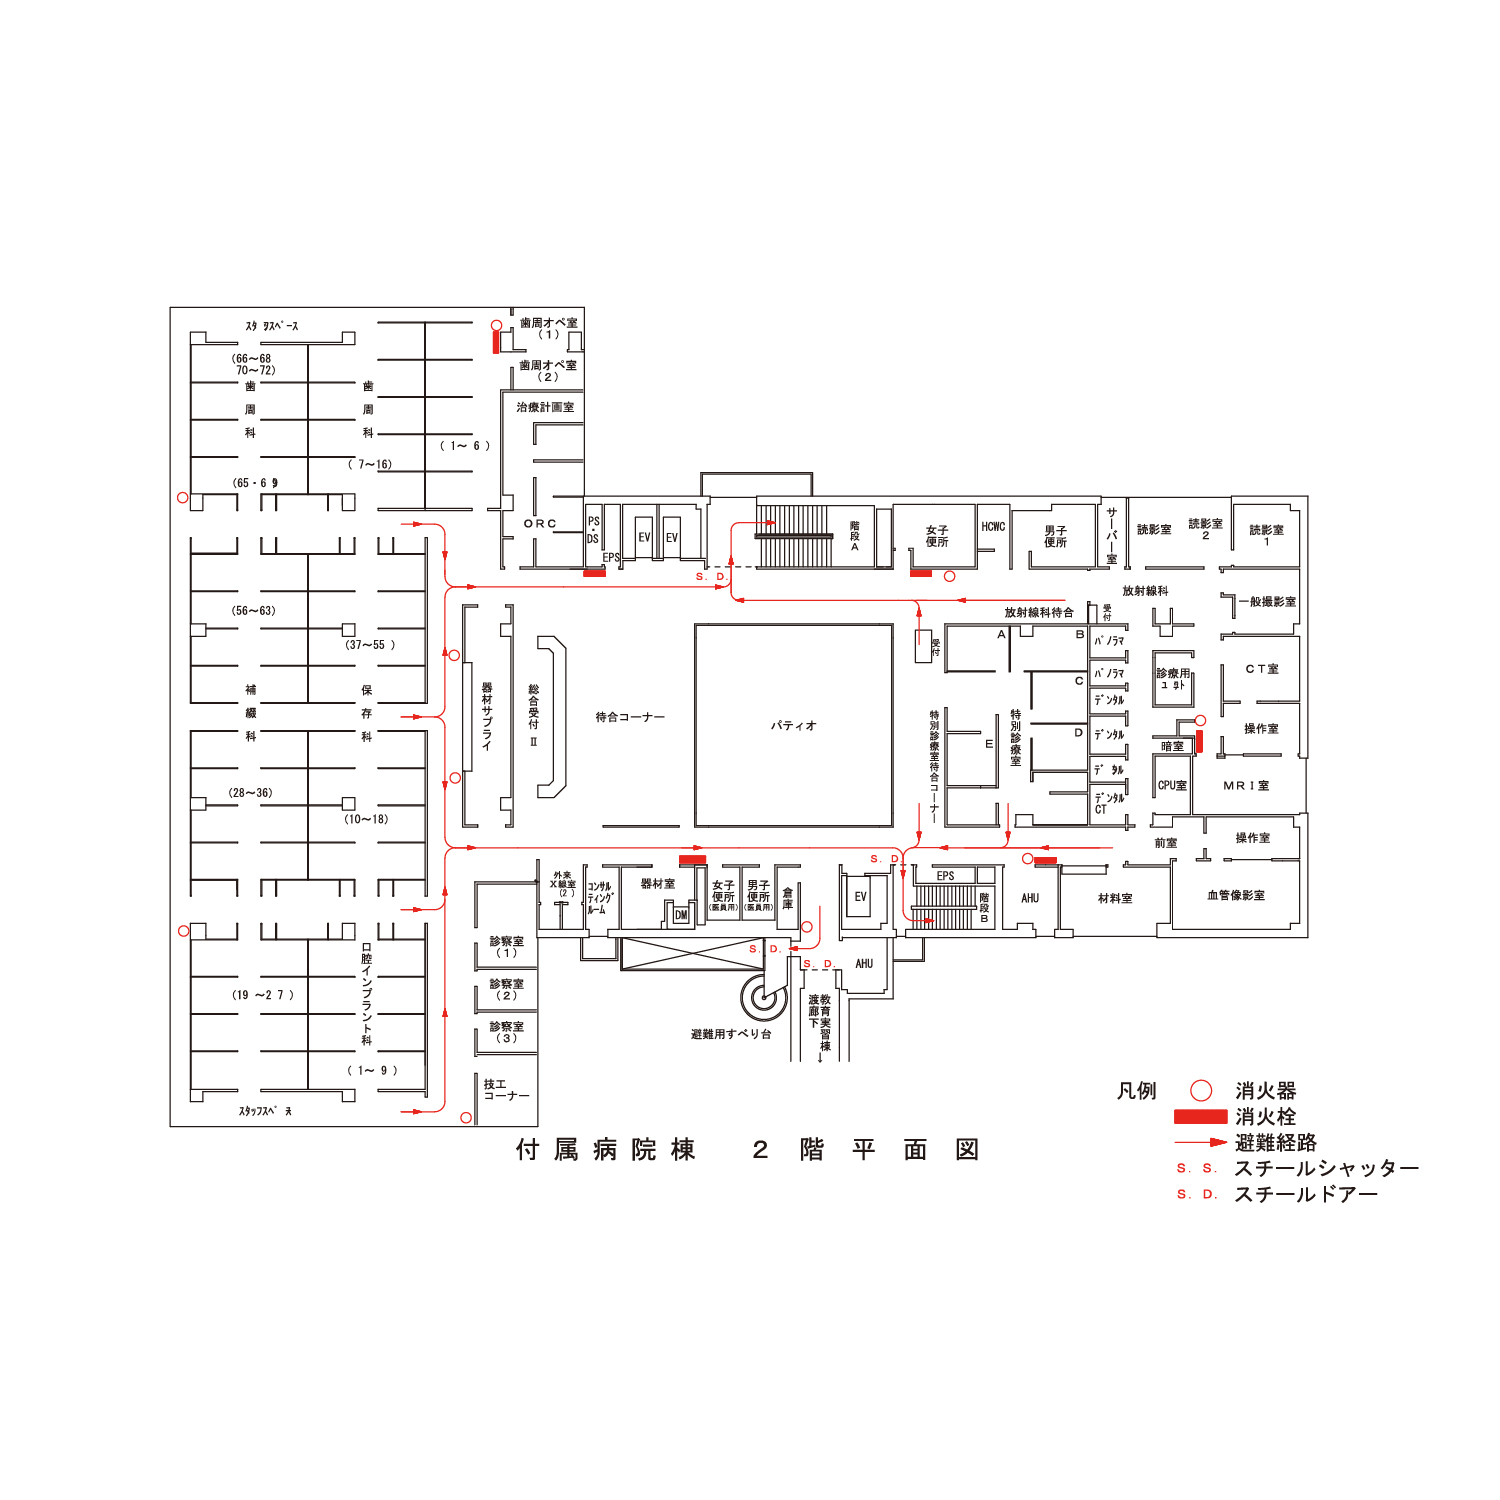 スタッフスペース
(66～68
70～72)
歯周科
歯周科
(7～16)
(1～6)
(65・69
歯周オペ室
(1)
歯周オペ室
(2)
治療計画室
ORC
PS・DS
EPS
EV
EV
S. D.
階段A
女子
便所
HCWC
男子
便所
サーバー室
読影室
読影室
2
読影室
1
放射線科
一般撮影室
放射線科待合
受付
受付
(56～63)
(37～55)
補綴科
保存科
(28～36)
(10～18)
器材サプライ
総合受付Ⅱ
待合コーナー
パティオ
特別診療室待合コーナー
特別診療室
A
B
C
D
E
パノラマ
パノラマ
デンタル
デンタル
デンタル
デンタル
CT
診療用
ユニット
CT室
操作室
暗室
CPU室
MRI室
前室
操作室
血管像影室
S. D.
外来
X線室
(2)
コンサル
ティング
ルーム
器材室
DM
女子
便所
(医員用)
男子
便所
(医員用)
倉庫
EV
EPS
階段B
AHU
材料室
S. D.
S. D.
AHU
教育実習棟
渡廊下
避難用すべり台
診察室
(1)
診察室
(2)
診察室
(3)
技工
コーナー
口腔インプラント科
(19～27)
(1～9)
スタッフスペース
付属病院棟 2階平面図
凡例
消火器
消火栓
避難経路
S. S. スチールシャッター
S. D. スチールドアー